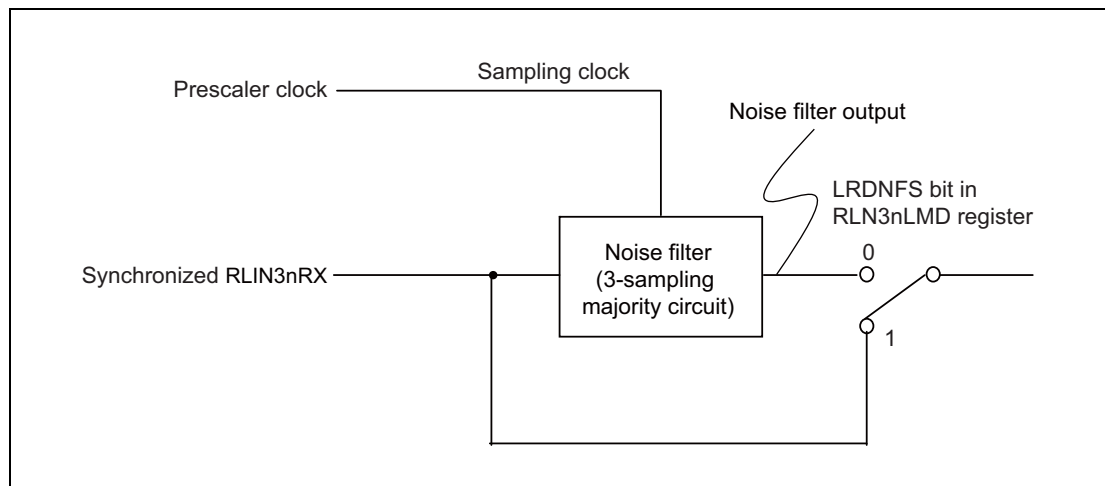 Sampling clock
Prescaler clock
Noise filter output
LRDNFS bit in
RLN3nLMD register
0
Noise filter
(3-sampling
majority circuit)
Synchronized RLIN3nRX
1